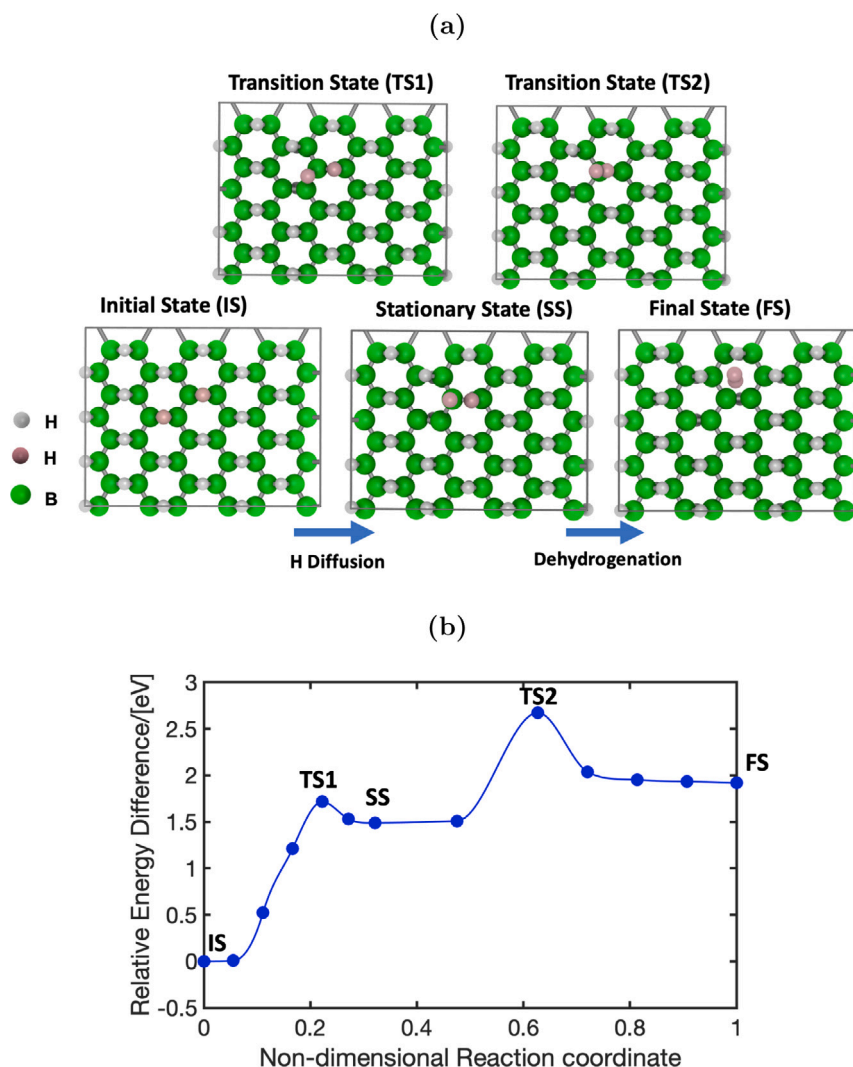 (a)
Transition State (TS1)
Transition State (TS2)
Initial State (IS)
Stationary State (SS)
Final State (FS)
H
H
B
H Diffusion
Dehydrogenation
(b)
Relative Energy Difference/[eV]
3
2.5
2
1.5
1
0.5
0
-0.5
IS
TS1
SS
TS2
FS
0
0.2
0.4
0.6
0.8
1
Non-dimensional Reaction coordinate